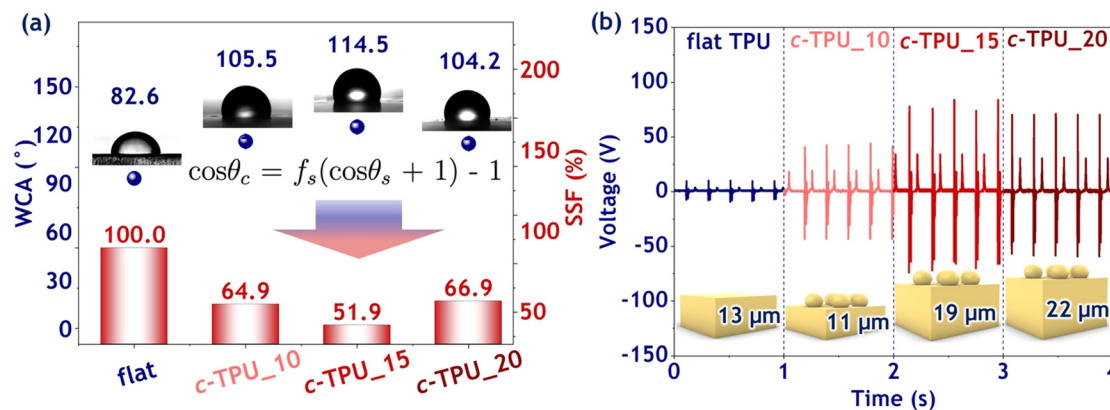 (a)
82.6
105.5
114.5
104.2
cosθc = fs(cosθs + 1) - 1
100.0
64.9
51.9
66.9
WCA (°)
150
120
90
60
30
0
SSF (%)
200
150
100
50
flat
c-TPU_10
c-TPU_15
c-TPU_20
(b)
flat TPU
c-TPU_10
c-TPU_15
c-TPU_20
Voltage (V)
150
100
50
0
-50
-100
-150
13 μm
11 μm
19 μm
22 μm
0 1 2 3 4
Time (s)